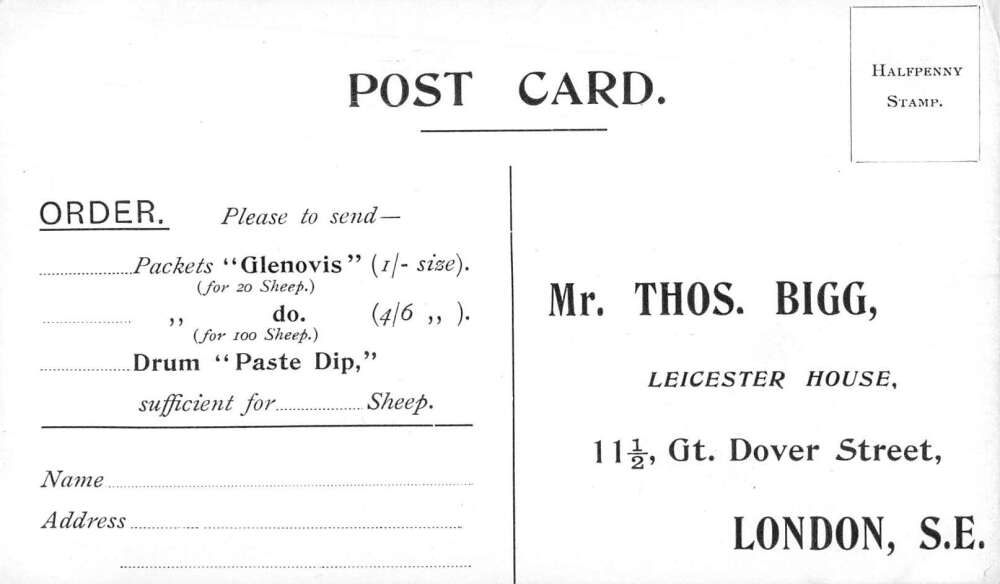 POST CARD.
HALFPENNY
STAMP.
ORDER. Please to send—
Packets “Glenovis” (1/- size).
(for 20 Sheep.)
,, do. (4/6 ,, ).
(for 100 Sheep.)
Drum “Paste Dip,”
sufficient for Sheep.
Name
Address
Mr. THOS. BIGG,
LEICESTER HOUSE,
11½, Gt. Dover Street,
LONDON, S.E.